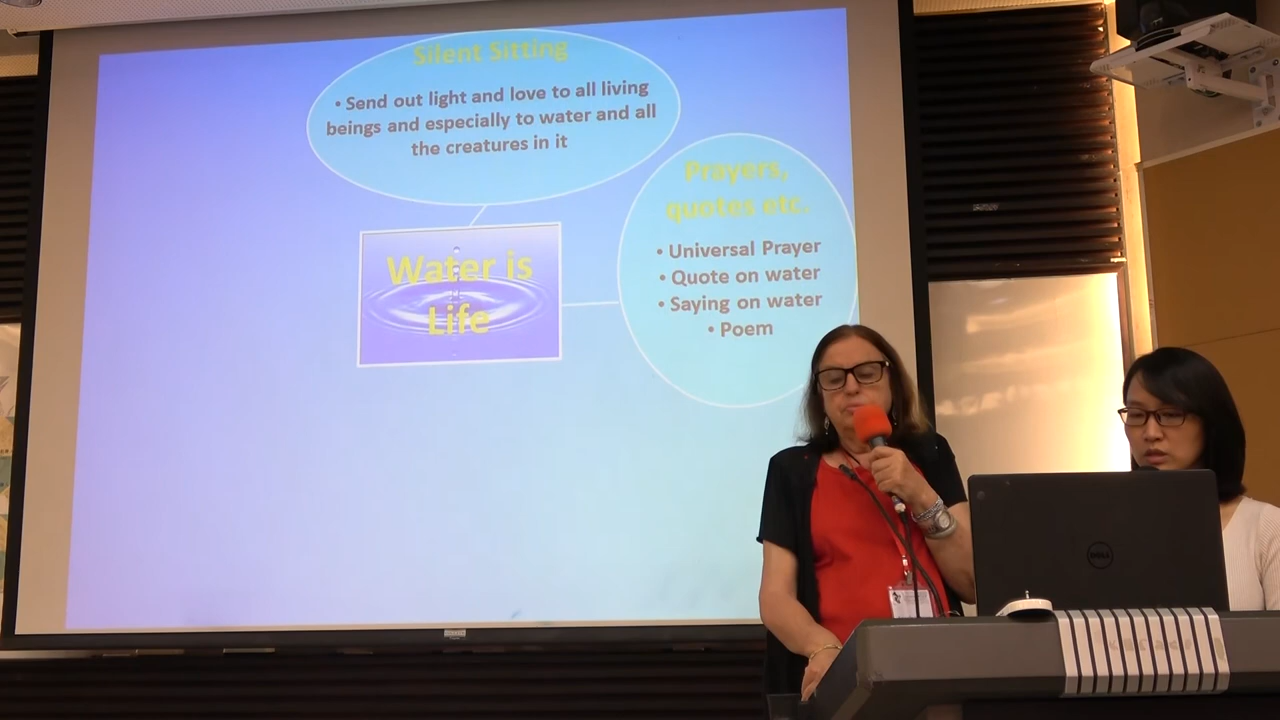 Silent Sitting
• Send out light and love to all living
beings and especially to water and all
the creatures in it
Prayers,
quotes etc.
• Universal Prayer
• Quote on water
• Saying on water
• Poem
Water is
Life
DELL